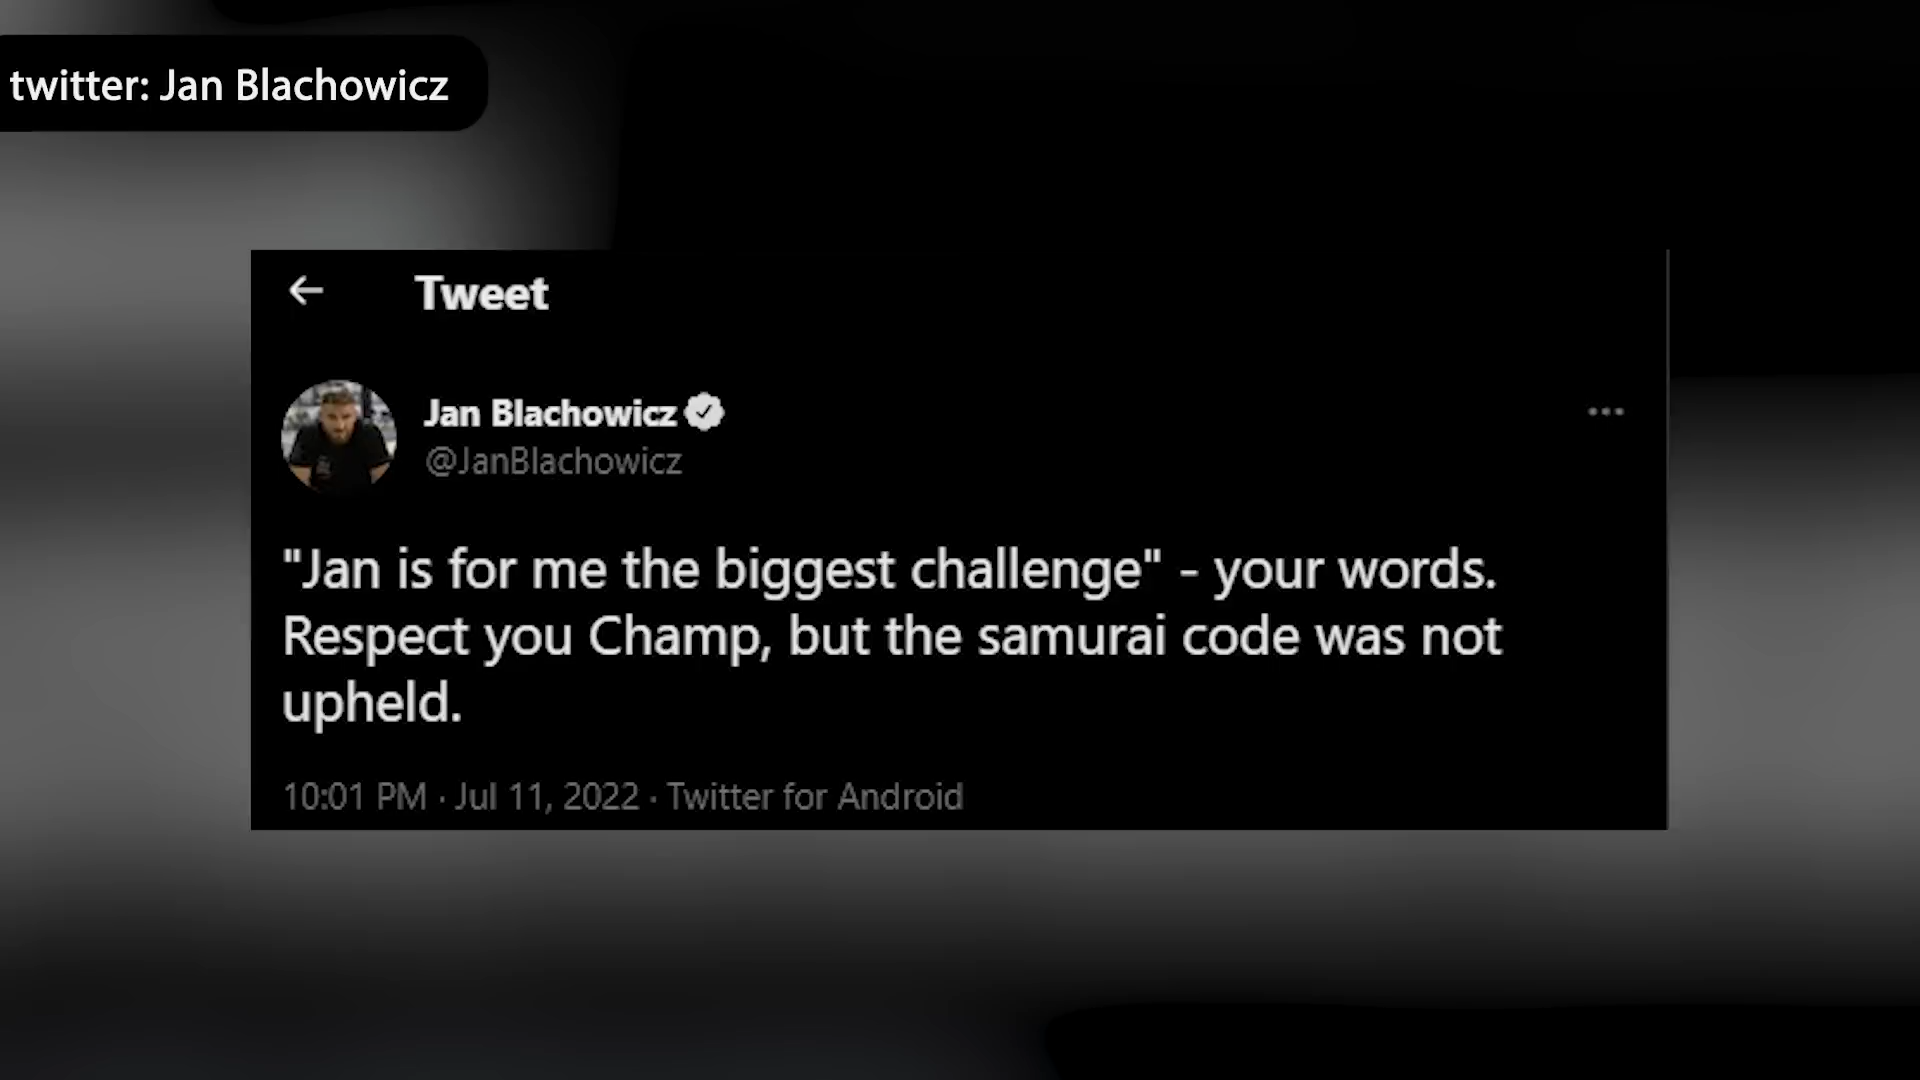 twitter: Jan Blachowicz
Tweet
Jan Blachowicz
@JanBlachowicz
"Jan is for me the biggest challenge" - your words.
Respect you Champ, but the samurai code was not
upheld.
10:01 PM · Jul 11, 2022 · Twitter for Android